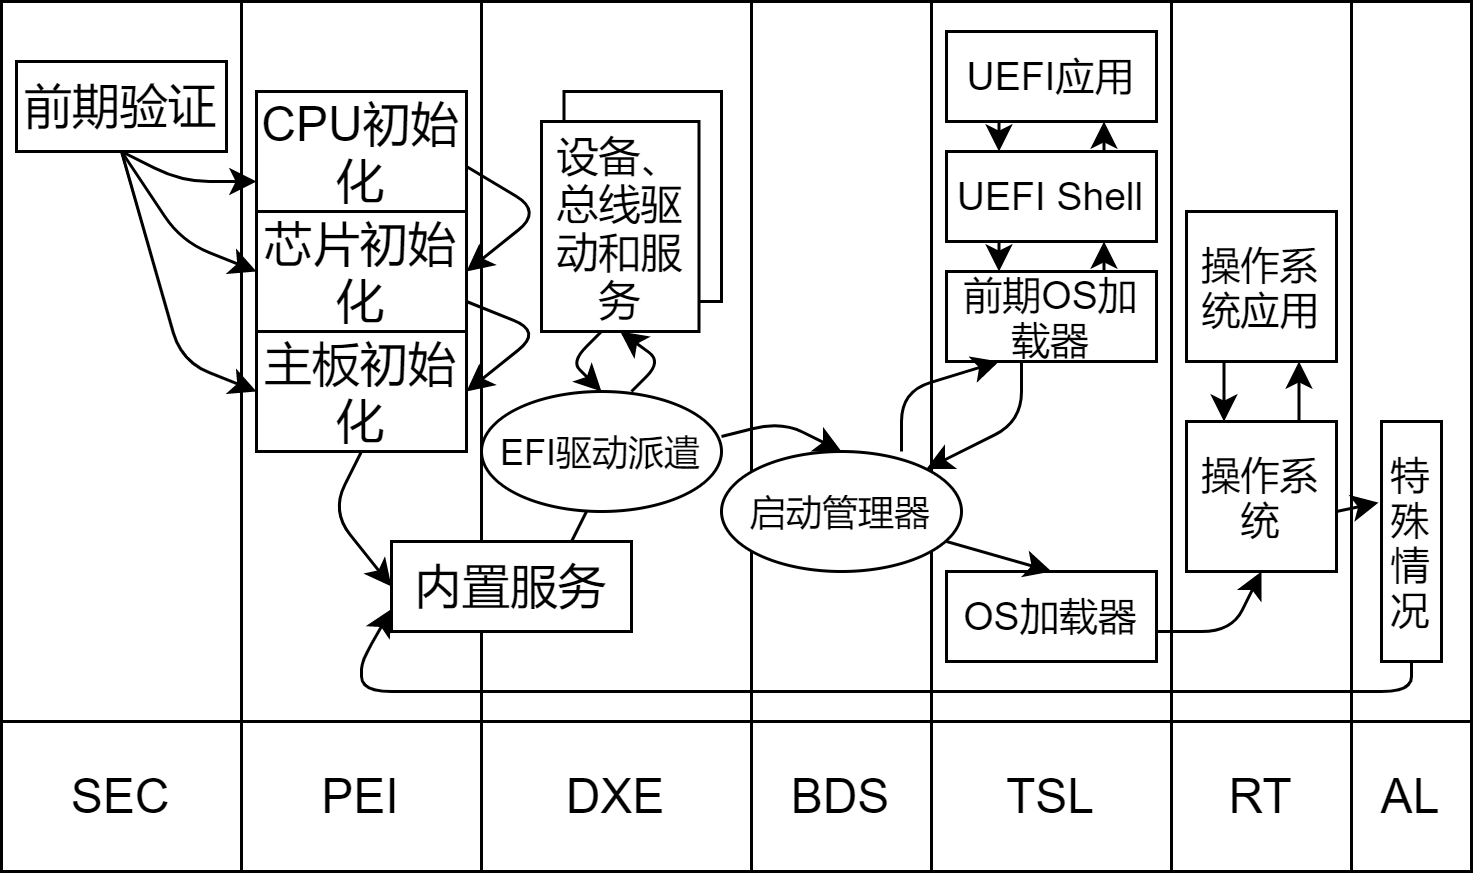 前期验证
CPU初始
化
芯片初始
化
主板初始
化
设备、
总线驱
动和服
务
EFI驱动派遣
内置服务
启动管理器
UEFI应用
UEFI Shell
前期OS加
载器
OS加载器
操作系
统应用
操作系
统
特
殊
情
况
SEC
PEI
DXE
BDS
TSL
RT
AL